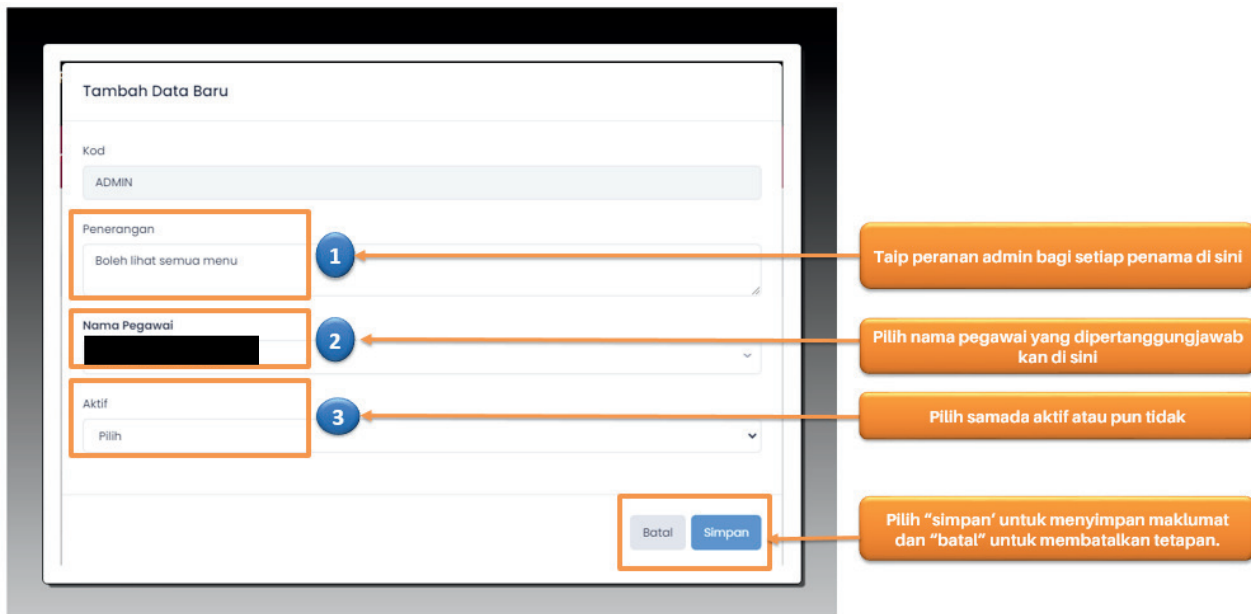 Tambah Data Baru
Kod
ADMIN
Penerangan
Boleh lihat semua menu
1
Taip peranan admin bagi setiap penama di sini
Nama Pegawai
2
Pilih nama pegawai yang dipertanggungjawab
kan di sini
Aktif
Pilih
3
Pilih samada aktif atau pun tidak
Batal
Simpan
Pilih “simpan’ untuk menyimpan maklumat
dan “batal” untuk membatalkan tetapan.